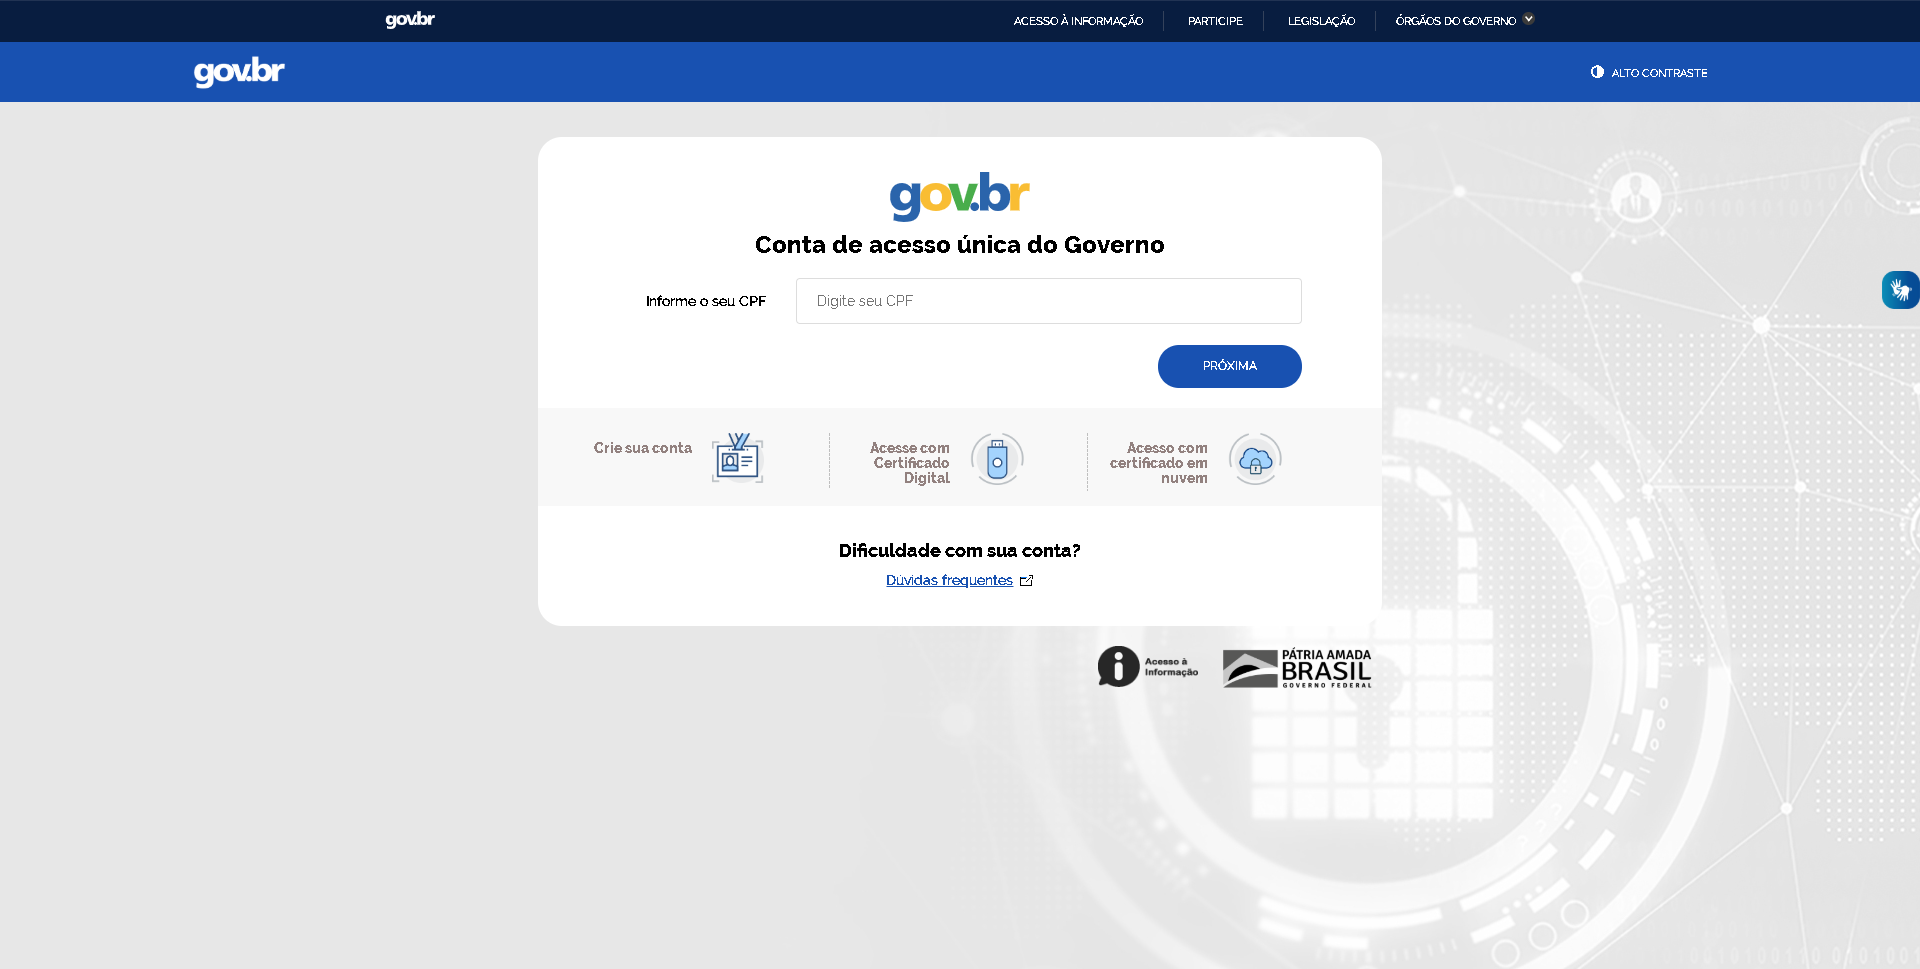 gov.br
ACESSO À INFORMAÇÃO
PARTICIPE
LEGISLAÇÃO
ÓRGÃOS DO GOVERNO
gov.br
ALTO CONTRASTE
gov.br
Conta de acesso única do Governo
Informe o seu CPF
Digite seu CPF
PRÓXIMA
Crie sua conta
Acesse com
Certificado
Digital
Acesso com
certificado em
nuvem
Dificuldade com sua conta?
Dúvidas frequentes
Acesso à
Informação
PÁTRIA AMADA
BRASIL
GOVERNO FEDERAL